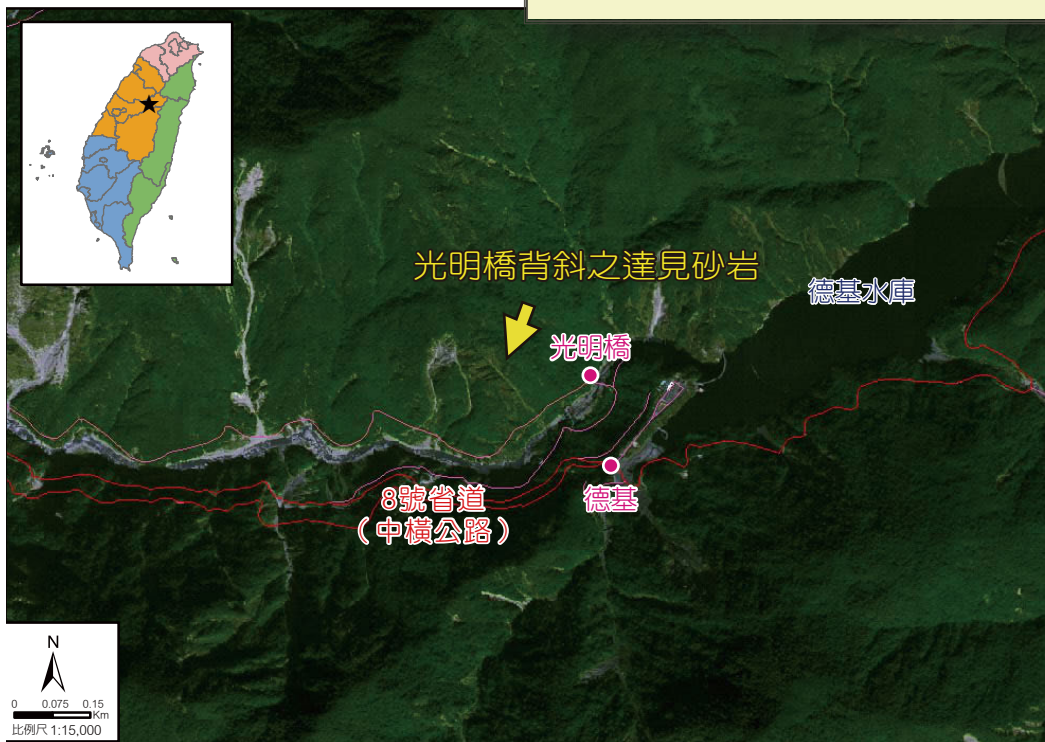 光明橋背斜之達見砂岩
德基水庫
光明橋
德基
8號省道
（中橫公路）
N
0 0.075 0.15
Km
比例尺 1:15,000